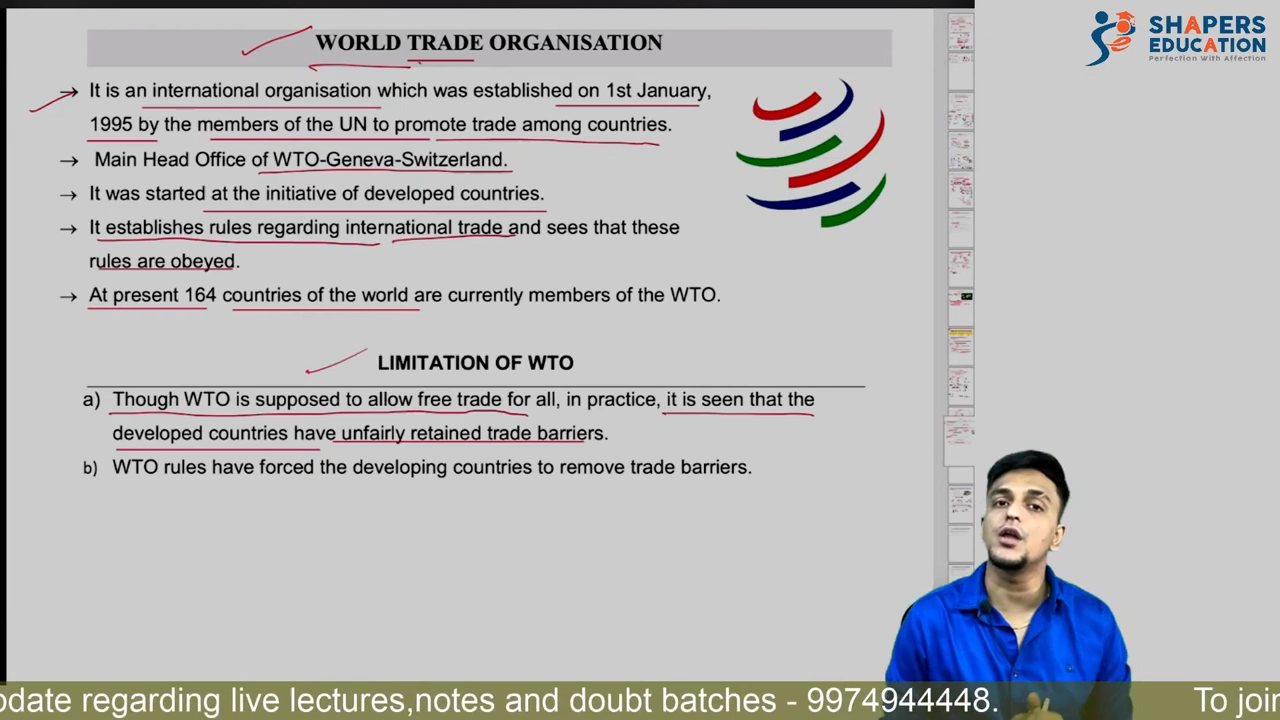 SHAPERS
EDUCATION
Perfection With Affection
WORLD TRADE ORGANISATION
→ It is an international organisation which was established on 1st January,
1995 by the members of the UN to promote trade among countries.
→ Main Head Office of WTO-Geneva-Switzerland.
→ It was started at the initiative of developed countries.
→ It establishes rules regarding international trade and sees that these
rules are obeyed.
→ At present 164 countries of the world are currently members of the WTO.
LIMITATION OF WTO
a) Though WTO is supposed to allow free trade for all, in practice, it is seen that the
developed countries have unfairly retained trade barriers.
b) WTO rules have forced the developing countries to remove trade barriers.
pdate regarding live lectures,notes and doubt batches - 9974944448. To join